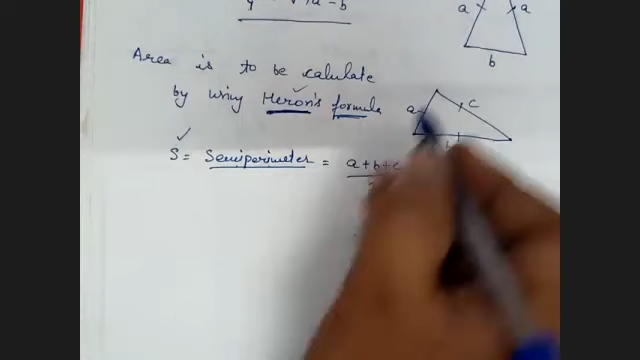 a a
b
Area is to be calulate
by using Heron's formula
a c
S = Semiperimeter = a+b+c